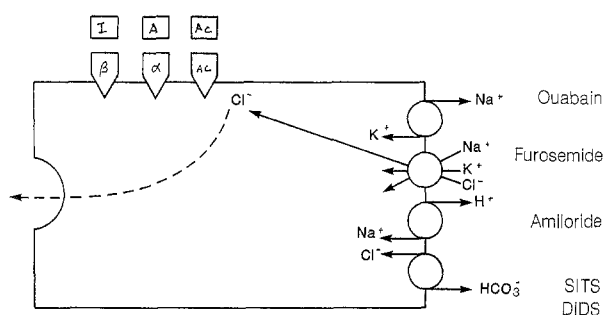 I A Ac
β α AC
Cl⁻
Na⁺ Ouabain
K⁺
Na⁺
Furosemide
K⁺
Cl⁻
H⁺
Amiloride
Na⁺
Cl⁻
HCO₃⁻ SITS
DIDS